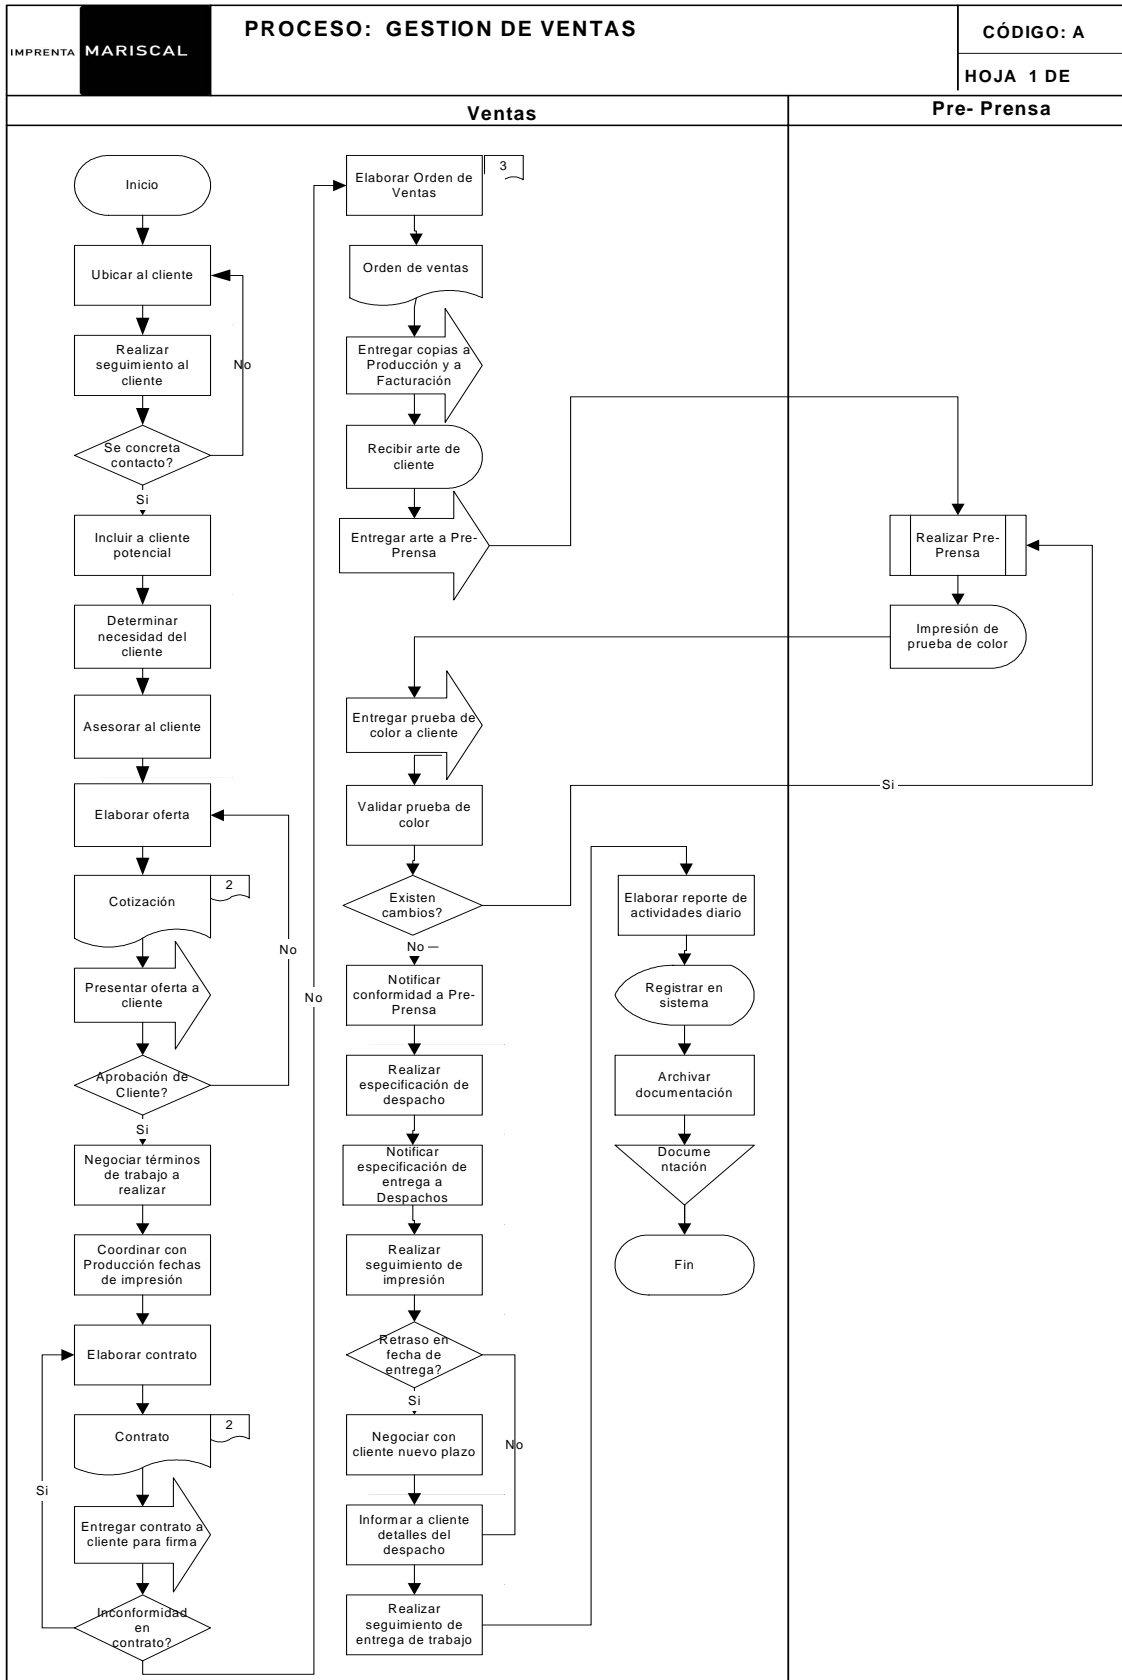 IMPRENTA MARISCAL
PROCESO: GESTION DE VENTAS
CÓDIGO: A
HOJA 1 DE
Ventas
Pre- Prensa
Inicio
Ubicar al cliente
Realizar
seguimiento al
cliente
No
Se concreta
contacto?
Si
Incluir a cliente
potencial
Determinar
necesidad del
cliente
Asesorar al cliente
Elaborar oferta
Cotización
2
No
Presentar oferta a
cliente
Aprobación de
Cliente?
Si
Negociar términos
de trabajo a
realizar
Coordinar con
Producción fechas
de impresión
Elaborar contrato
Contrato
2
Si
Entregar contrato a
cliente para firma
Inconformidad
en
contrato?
No
Elaborar Orden de
Ventas
3
Orden de ventas
Entregar copias a
Producción y a
Facturación
Recibir arte de
cliente
Entregar arte a Pre-
Prensa
Realizar Pre-
Prensa
Impresión de
prueba de color
Entregar prueba de
color a cliente
Validar prueba de
color
Si
Existen
cambios?
No
Notificar
conformidad a Pre-
Prensa
Realizar
especificación de
despacho
Notificar
especificación de
entrega a
Despachos
Realizar
seguimiento de
impresión
Retraso en
fecha de
entrega?
Si
Negociar con
cliente nuevo plazo
No
Informar a cliente
detalles del
despacho
Realizar
seguimiento de
entrega de trabajo
Elaborar reporte de
actividades diario
Registrar en
sistema
Archivar
documentación
Docume
ntación
Fin